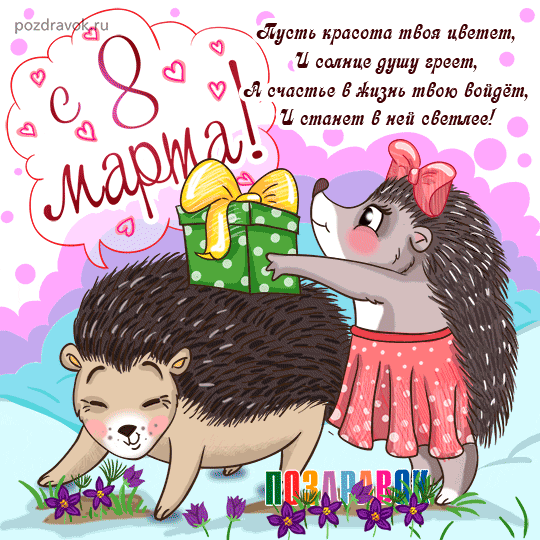 pozdravok.ru
с 8
марта!
Пусть красота твоя цветет,
И солнце душу греет,
А счастье в жизнь твою войдёт,
И станет в ней светлее!
ПОЗДРАВОК